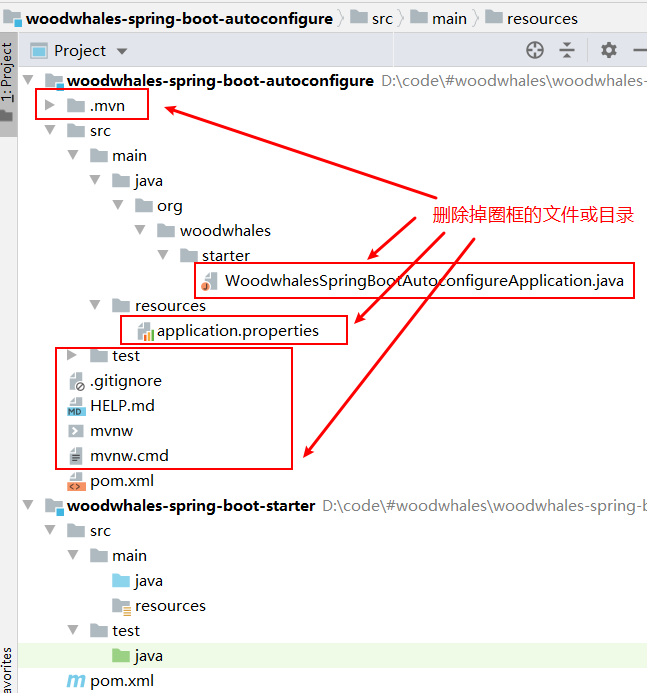 woodwhales-spring-boot-autoconfigure src main resources
Project
1: Project
woodwhales-spring-boot-autoconfigure D:\code\#woodwhales\woodwhales-
.mvn
src
main
java
org
删除掉圈框的文件或目录
woodwhales
starter
WoodwhalesSpringBootAutoconfigureApplication.java
resources
application.properties
test
.gitignore
HELP.md
mvnw
mvnw.cmd
pom.xml
woodwhales-spring-boot-starter D:\code\#woodwhales\woodwhales-spring-b
src
main
java
resources
test
java
pom.xml
avorites